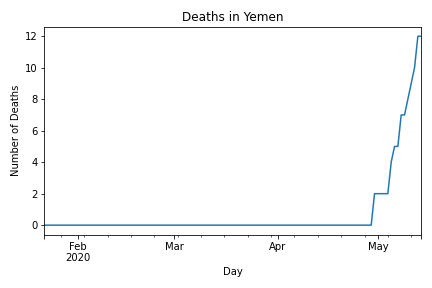 Deaths in Yemen
12
10
8
6
4
2
0
Number of Deaths
Feb
2020
Mar
Apr
May
Day